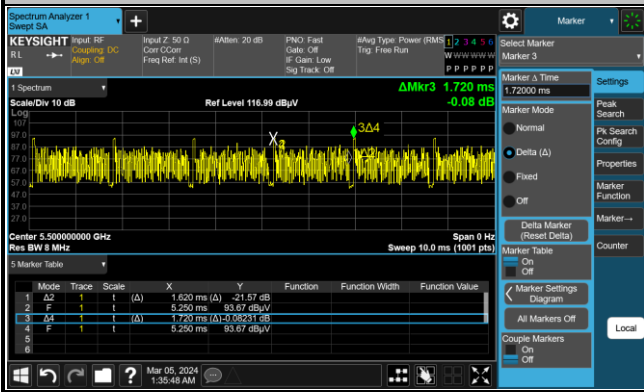 Spectrum Analyzer 1
Swept SA
Marker
KEYSIGHT
RL
Input: RF
Coupling: DC
Align: Off
Input Z: 50 Ω
Corr CCorr
Freq Ref: Int (S)
#Atten: 20 dB
PNO: Fast
Gate: Off
IF Gain: Low
Sig Track: Off
#Avg Type: Power (RMS
Trig: Free Run
1 2 3 4 5 6
W W W W W W
P P P P P P
LXI
1 Spectrum
ΔMkr3 1.720 ms
-0.08 dB
Scale/Div 10 dB
Ref Level 116.99 dBµV
Log
107
97.0
87.0
77.0
67.0
57.0
47.0
37.0
27.0
3Δ4
Center 5.500000000 GHz
Span 0 Hz
Res BW 8 MHz
Sweep 10.0 ms (1001 pts)
5 Marker Table
Mode Trace Scale X Y Function Function Width Function Value
1 Δ2 1 t (Δ) 1.620 ms (Δ) -21.57 dB
2 F 1 t 5.250 ms 93.67 dBµV
3 Δ4 1 t (Δ) 1.720 ms (Δ) -0.08231 dB
4 F 1 t 5.250 ms 93.67 dBµV
5
6
Mar 05, 2024
1:35:48 AM
Select Marker
Marker 3
Marker Δ Time
1.72000 ms
Marker Mode
Normal
Delta (Δ)
Fixed
Off
Delta Marker
(Reset Delta)
Marker Table
On
Off
Marker Settings
Diagram
All Markers Off
Couple Markers
On
Off
Settings
Peak
Search
Pk Search
Config
Properties
Marker
Function
Marker→
Counter
Local